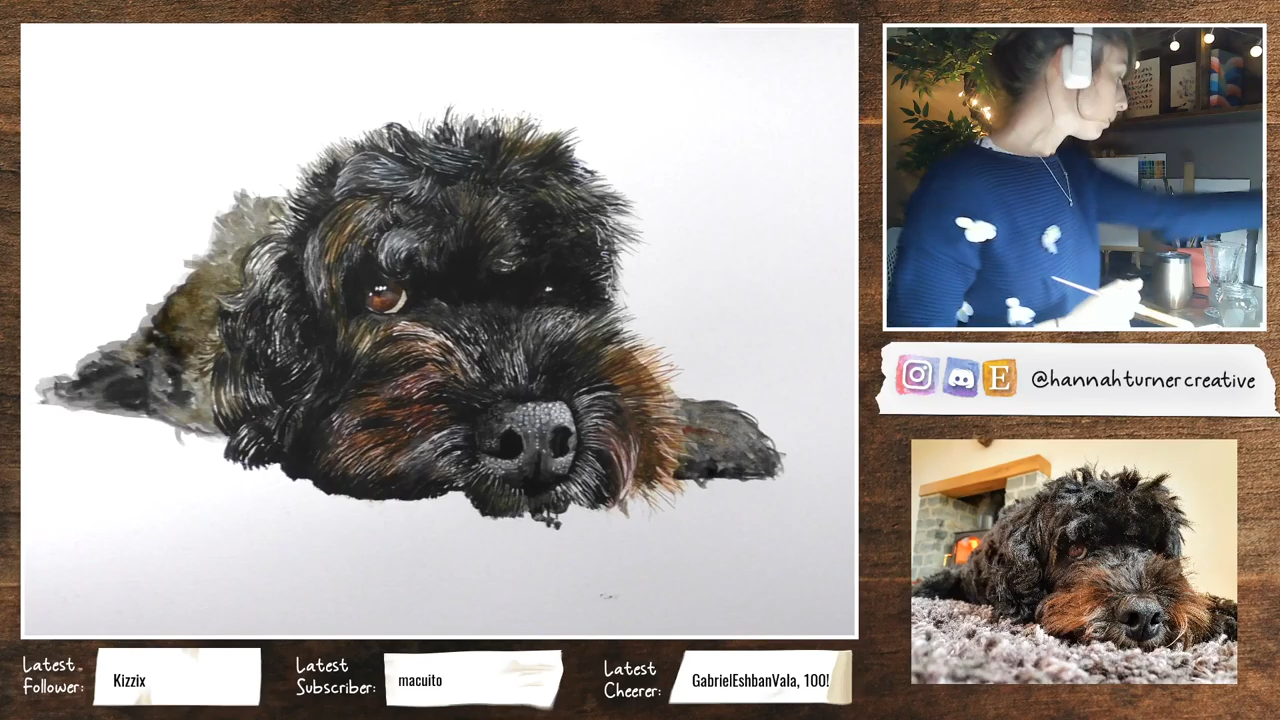 E @hannahturnercreative
Latest
Follower:
Kizzix
Latest
Subscriber:
macuito
Latest
Cheerer:
GabrielEshbanVala, 100!